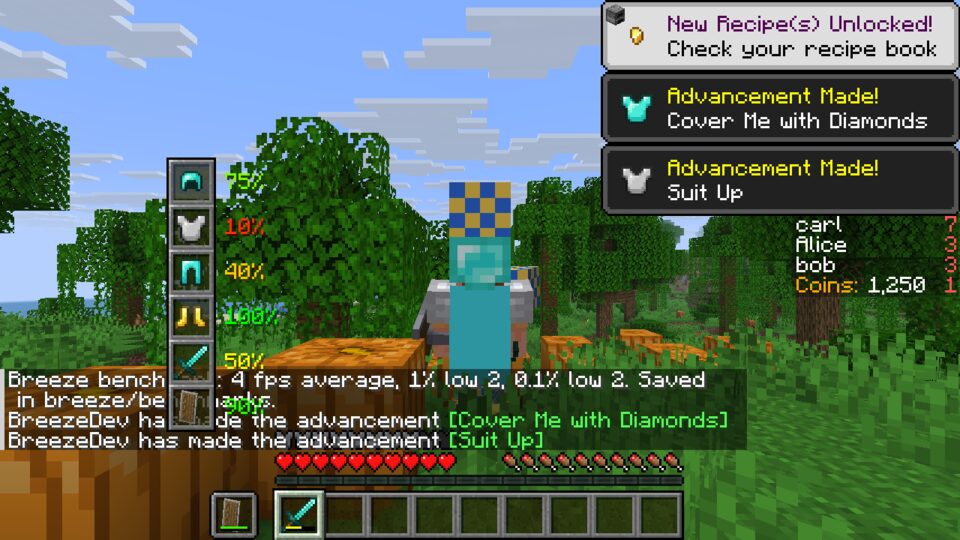 New Recipe(s) Unlocked!
Check your recipe book
Advancement Made!
Cover Me with Diamonds
Advancement Made!
Suit Up
carl 7
Alice 3
bob 3
Coins: 1,250 1
75%
10%
40%
100%
50%
90%
Breeze bench : 4 fps average, 1% low 2, 0.1% low 2. Saved
in breeze/be rks.
BreezeDev ha de the advancement [Cover Me with Diamonds]
BreezeDev has made the advancement [Suit Up]